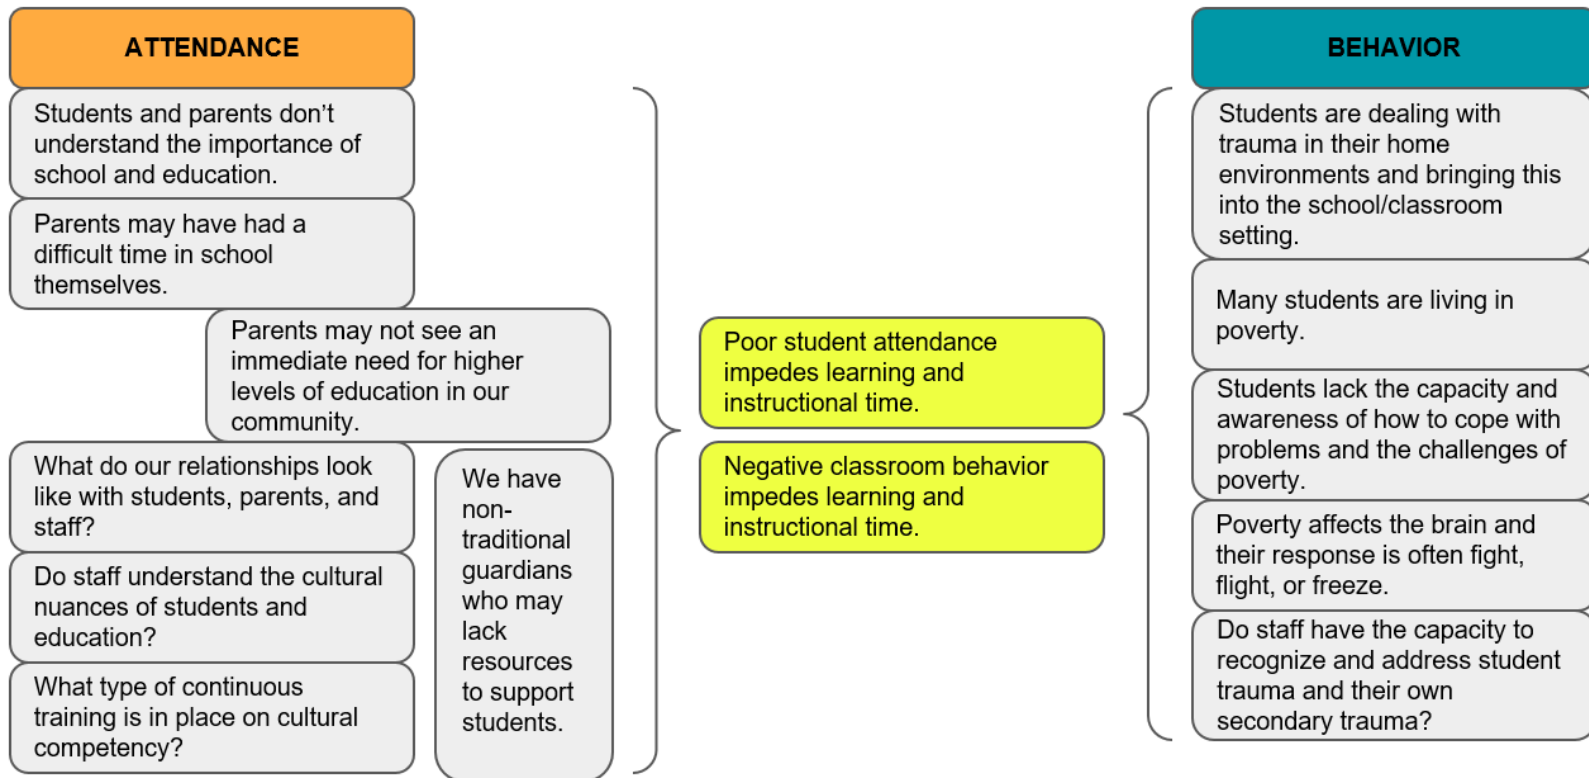 ATTENDANCE
Students and parents don't
understand the importance of
school and education.
Parents may have had a
difficult time in school
themselves.
Parents may not see an
immediate need for higher
levels of education in our
community.
What do our relationships look
like with students, parents, and
staff?
Do staff understand the cultural
nuances of students and
education?
What type of continuous
training is in place on cultural
competency?
We have
non-
traditional
guardians
who may
lack
resources
to support
students.
Poor student attendance
impedes learning and
instructional time.
Negative classroom behavior
impedes learning and
instructional time.
BEHAVIOR
Students are dealing with
trauma in their home
environments and bringing this
into the school/classroom
setting.
Many students are living in
poverty.
Students lack the capacity and
awareness of how to cope with
problems and the challenges of
poverty.
Poverty affects the brain and
their response is often fight,
flight, or freeze.
Do staff have the capacity to
recognize and address student
trauma and their own
secondary trauma?